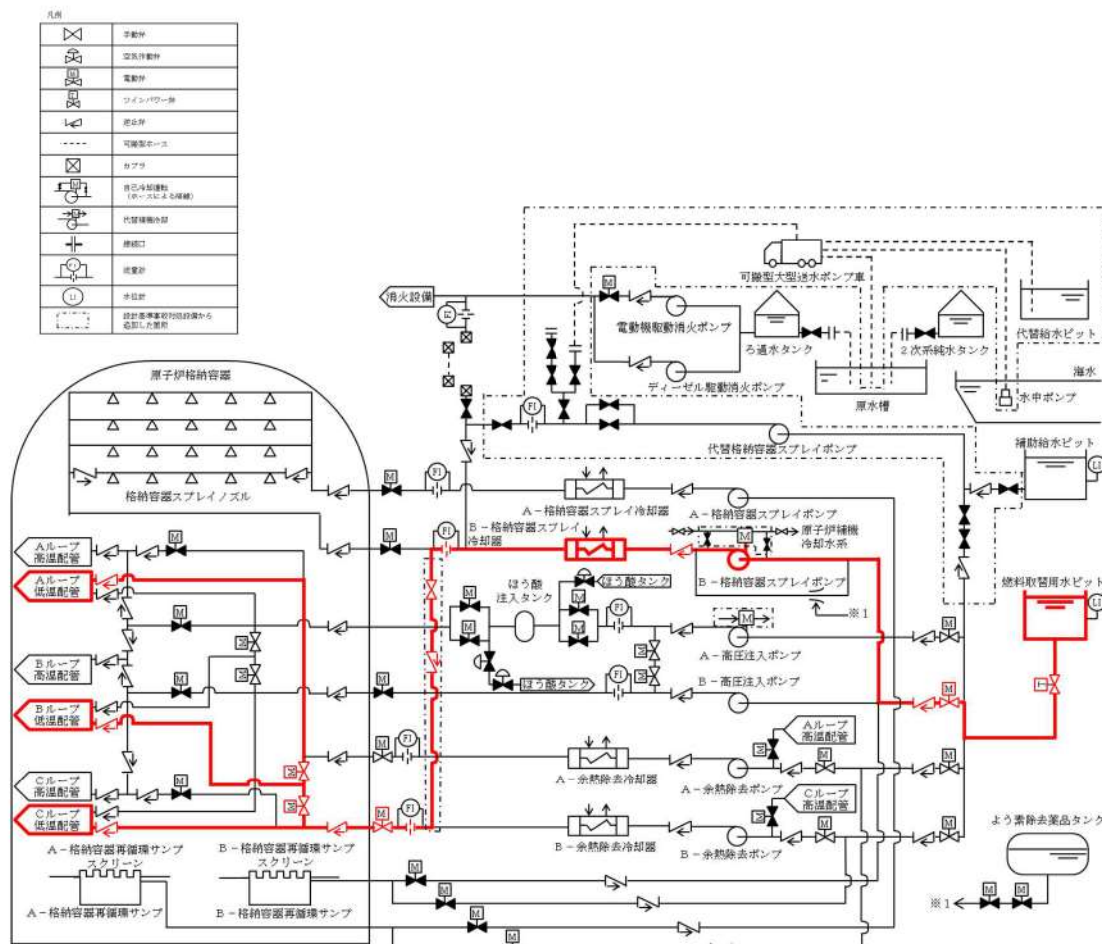 凡例
手動弁
空気作動弁
M
電動弁
T
ツインパワー弁
逆止弁
可搬型ホース
カプラ
M
自己冷却運転
(ホースによる接続)
代替補機冷却
接続口
FI
流量計
LI
水位計
設計基準事故対処設備から
追加した箇所
可搬型大型送水ポンプ車
消火設備
M
FI
電動機駆動消火ポンプ
ろ過水タンク
2次系純水タンク
代替給水ピット
海水
ディーゼル駆動消火ポンプ
原水槽
水中ポンプ
原子炉格納容器
FI
代替格納容器スプレイポンプ
補助給水ピット
LI
格納容器スプレイノズル
M
FI
A-格納容器スプレイ冷却器
A-格納容器スプレイポンプ
B-格納容器スプレイ
冷却器
M
FI
M
原子炉補機
冷却水系
Aループ
高温配管
M
Aループ
低温配管
ほう酸
注入タンク
ほう酸タンク
B-格納容器スプレイポンプ
燃料取替用水ピット
LI
※1
M
M
M
M
M
FI
M
M
A-高圧注入ポンプ
M
M
Bループ
高温配管
M
M
M
ほう酸タンク
FI
M
B-高圧注入ポンプ
Bループ
低温配管
M
T
Aループ
高温配管
M
FI
M
M
M
M
A-余熱除去冷却器
A-余熱除去ポンプ
Cループ
高温配管
M
Cループ
高温配管
Cループ
低温配管
M
M
FI
M
M
M
B-余熱除去冷却器
B-余熱除去ポンプ
よう素除去薬品タンク
A-格納容器再循環サンプ
スクリーン
B-格納容器再循環サンプ
スクリーン
M
M
※1
M
M
A-格納容器再循環サンプ
B-格納容器再循環サンプ
M
M